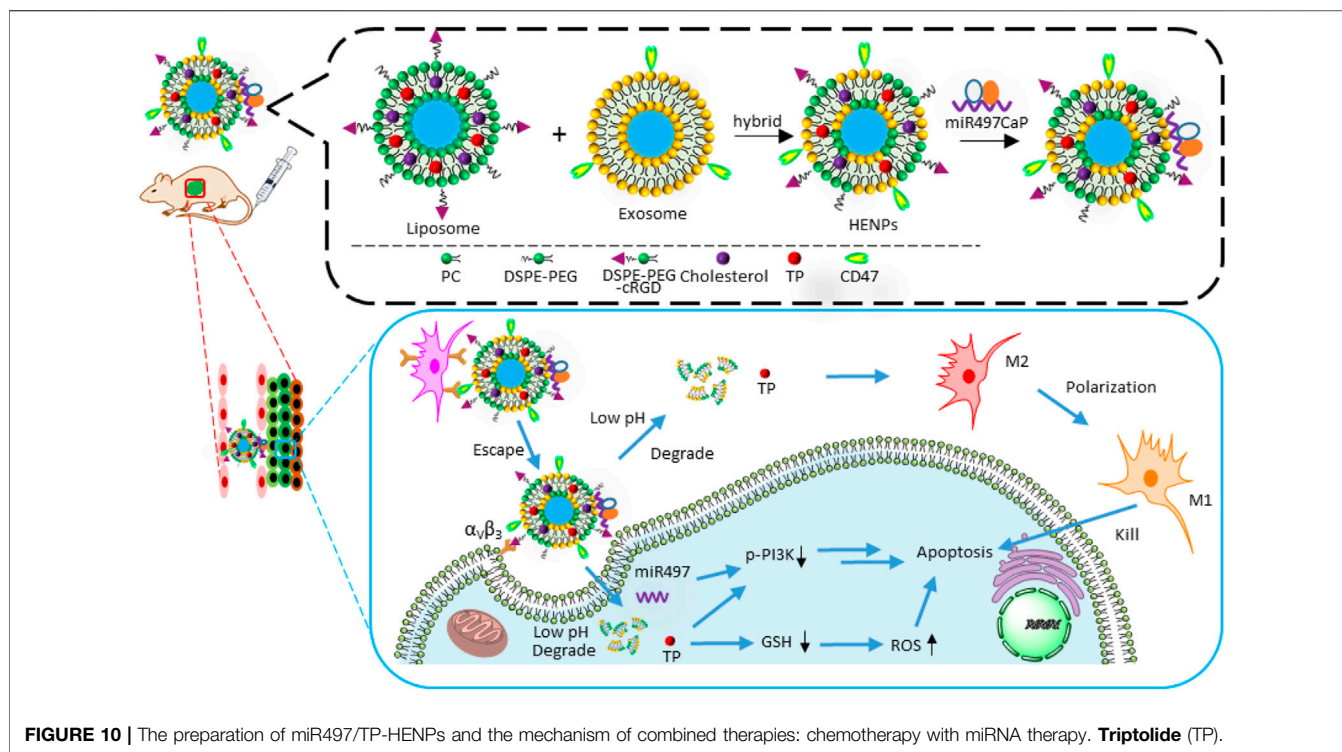 hybrid
miR497CaP
+
Liposome
Exosome
HENPs
PC
DSPE-PEG
DSPE-PEG
-cRGD
Cholesterol
TP
CD47
M2
Polarization
TP
Low pH
Degrade
Escape
M1
Kill
αvβ3
miR497
p-PI3K
Apoptosis
Low pH
Degrade
TP
GSH
ROS
FIGURE 10 | The preparation of miR497/TP-HENPs and the mechanism of combined therapies: chemotherapy with miRNA therapy. Triptolide (TP).